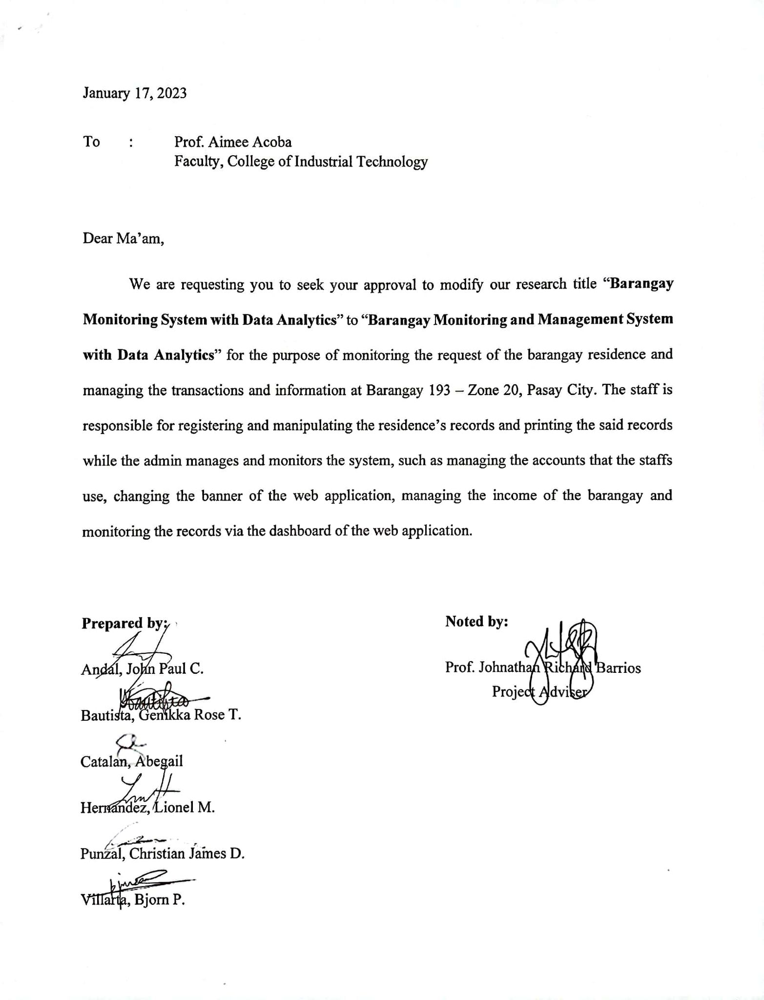 January 17, 2023
To : Prof. Aimee Acoba
Faculty, College of Industrial Technology
Dear Ma’am,
We are requesting you to seek your approval to modify our research title “Barangay
Monitoring System with Data Analytics” to “Barangay Monitoring and Management System
with Data Analytics” for the purpose of monitoring the request of the barangay residence and
managing the transactions and information at Barangay 193 – Zone 20, Pasay City. The staff is
responsible for registering and manipulating the residence’s records and printing the said records
while the admin manages and monitors the system, such as managing the accounts that the staffs
use, changing the banner of the web application, managing the income of the barangay and
monitoring the records via the dashboard of the web application.
Prepared by:
Andal, John Paul C.
Bautista, Genikka Rose T.
Catalan, Abegail
Hernandez, Lionel M.
Punzal, Christian James D.
Villarta, Bjorn P.
Noted by:
Prof. Johnathan Richard Barrios
Project Adviser